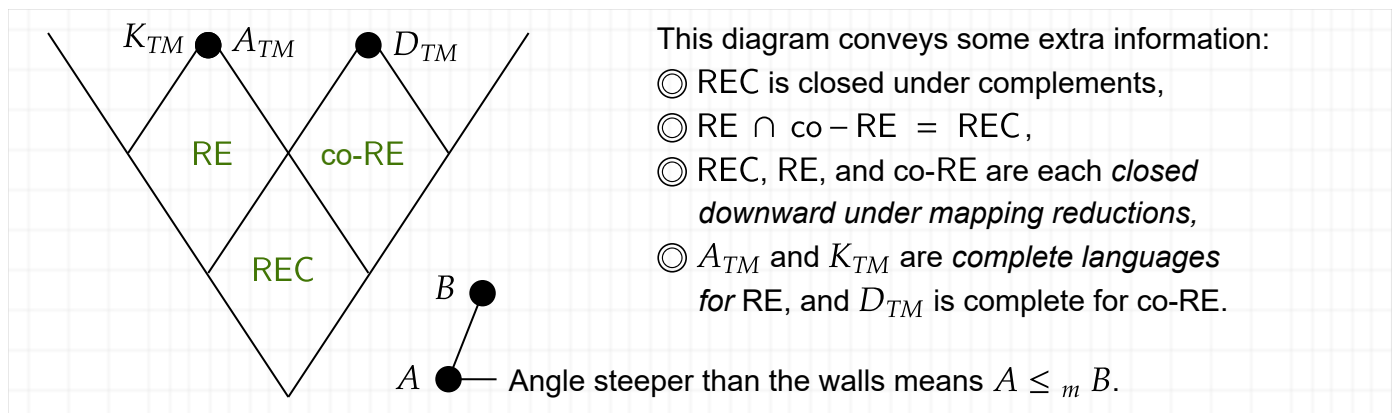 K_TM A_TM D_TM
RE co-RE
REC
B
A
This diagram conveys some extra information:
◎ REC is closed under complements,
◎ RE ∩ co – RE = REC,
◎ REC, RE, and co-RE are each closed
downward under mapping reductions,
◎ A_TM and K_TM are complete languages
for RE, and D_TM is complete for co-RE.
Angle steeper than the walls means A ≤ _m B.